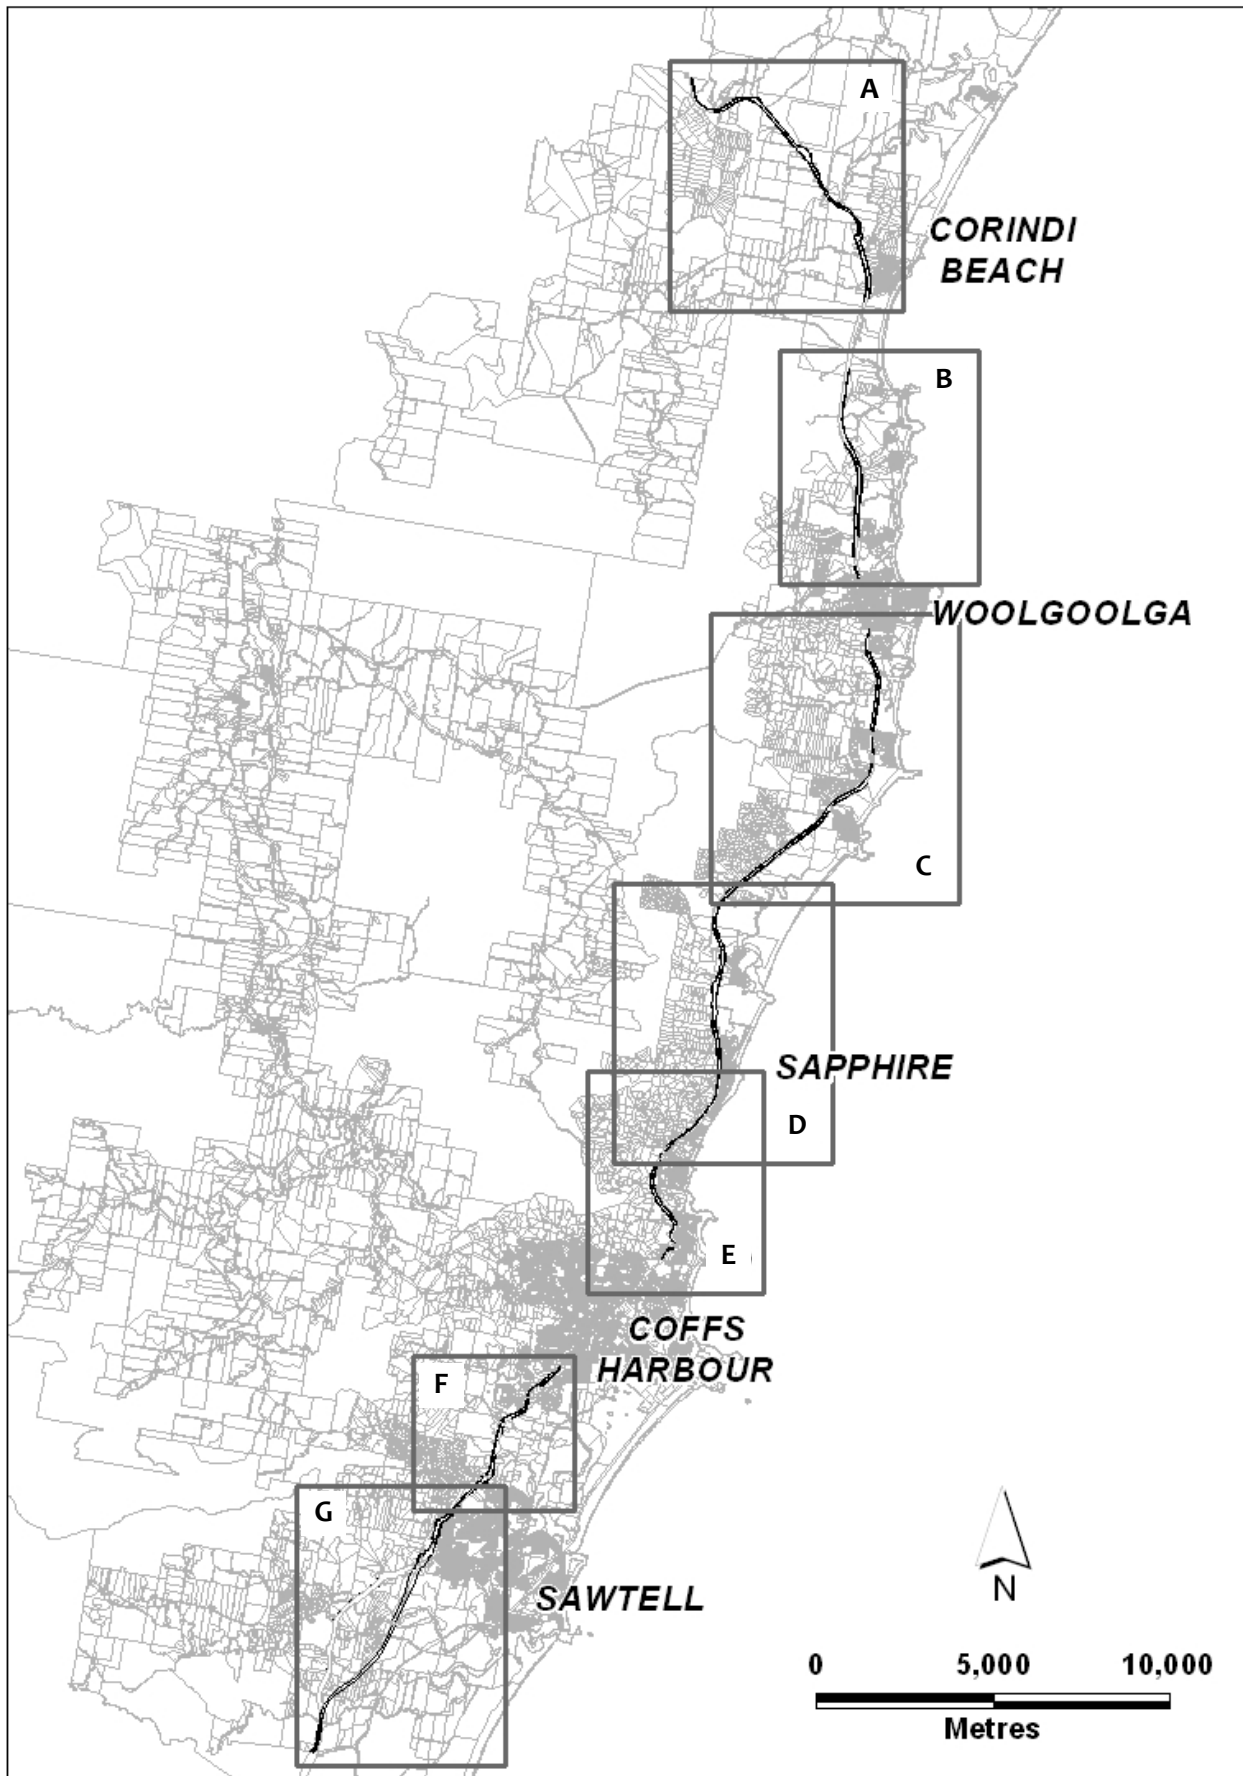 A
CORINDI
BEACH
B
WOOLGOOLGA
C
SAPPHIRE
D
E
COFFS
HARBOUR
F
G
SAWTELL
N
0 5,000 10,000
Metres